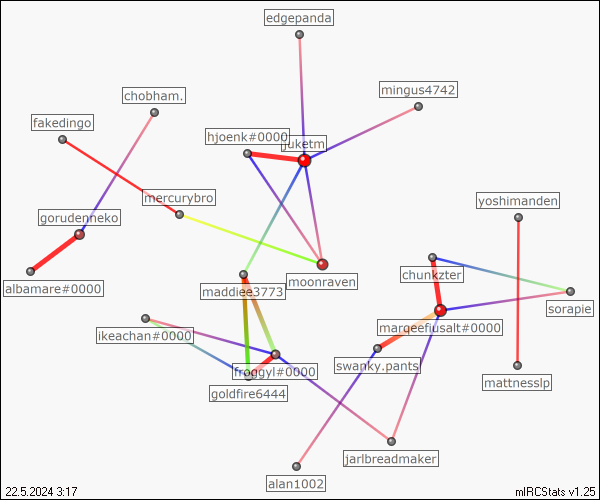 edgepanda
mingus4742
chobham.
fakedingo
hjoenk#0000
juketm
mercurybro
yoshimanden
gorudenneko
chunkzter
moonraven
albamare#0000
maddiee3773
sorapie
margeefiusalt#0000
ikeachan#0000
swanky.pants
froggyl#0000
mattnesslp
goldfire6444
jarlbreadmaker
alan1002
22.5.2024 3:17
mIRCStats v1.25